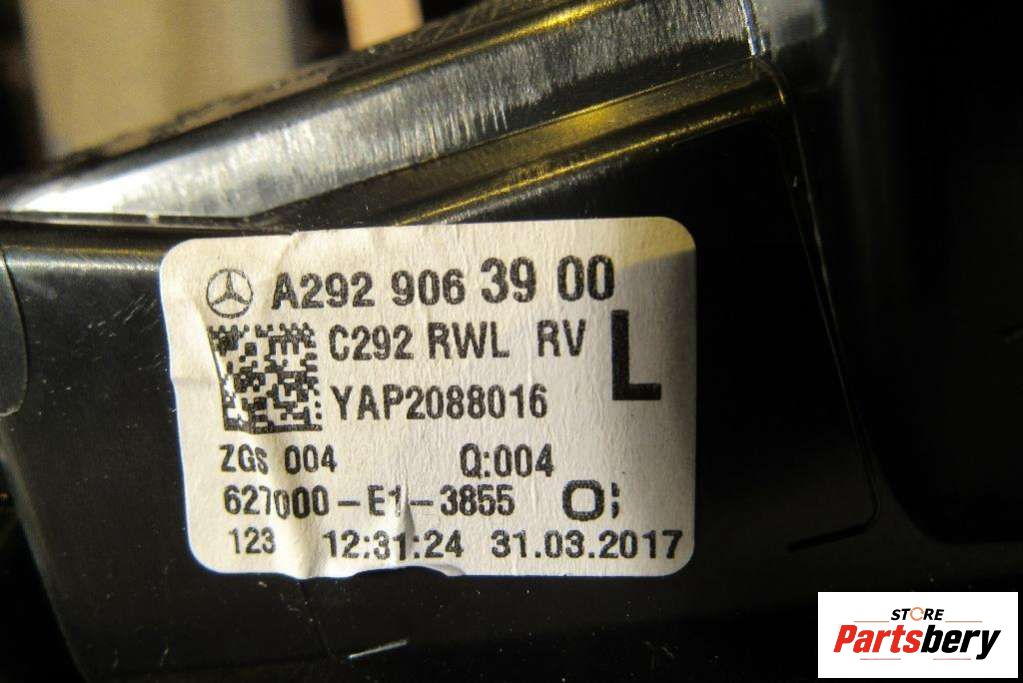 A292 906 39 00
C292 RWL RV L
YAP2088016
ZGS 004 Q:004
627000-E1-3855 O;
123 12:31:24 31.03.2017
STORE
Partsbery